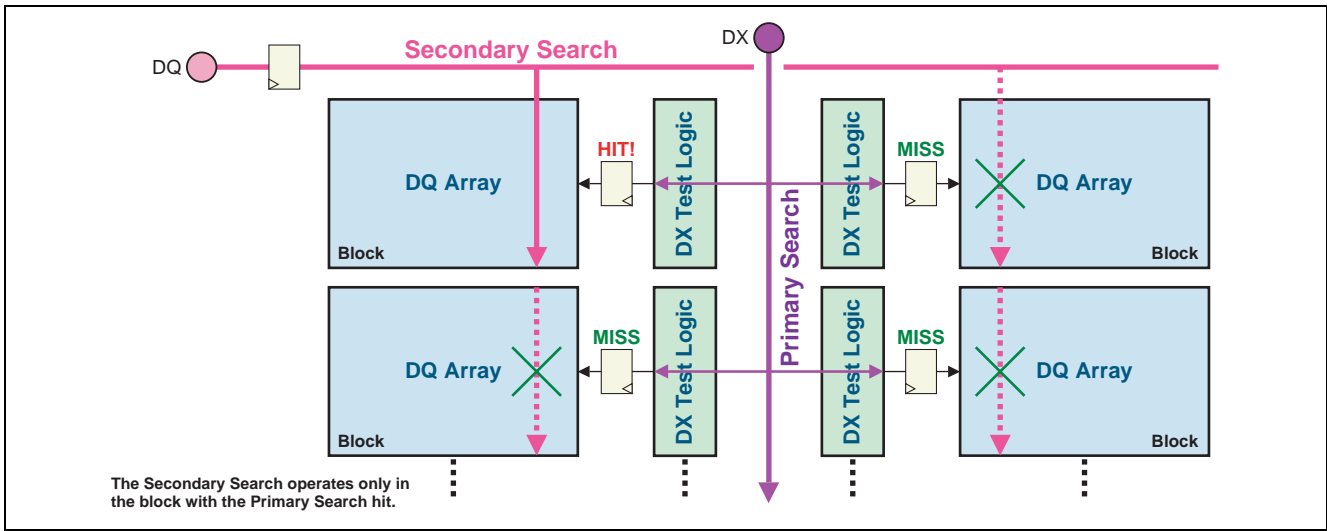 DX
Secondary Search
DQ
DX Test Logic
DX Test Logic
HIT!
MISS
DQ Array
DQ Array
Block
Block
Primary Search
DX Test Logic
DX Test Logic
MISS
MISS
DQ Array
DQ Array
Block
Block
The Secondary Search operates only in
the block with the Primary Search hit.